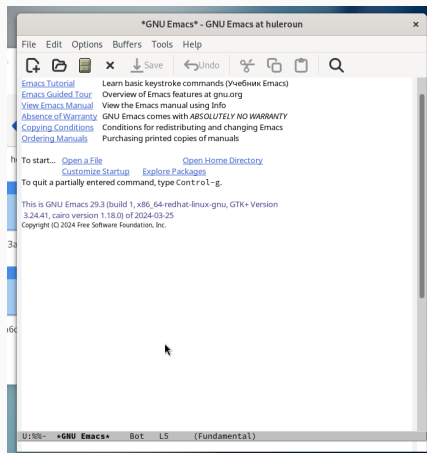 *GNU Emacs* - GNU Emacs at huleroun
File Edit Options Buffers Tools Help
Save Undo
Emacs Tutorial Learn basic keystroke commands (Учебник Emacs)
Emacs Guided Tour Overview of Emacs features at gnu.org
View Emacs Manual View the Emacs manual using Info
Absence of Warranty GNU Emacs comes with ABSOLUTELY NO WARRANTY
Copying Conditions Conditions for redistributing and changing Emacs
Ordering Manuals Purchasing printed copies of manuals
To start... Open a File Open Home Directory
Customize Startup Explore Packages
To quit a partially entered command, type Control-g.
This is GNU Emacs 29.3 (build 1, x86_64-redhat-linux-gnu, GTK+ Version
3.24.41, cairo version 1.18.0) of 2024-03-25
Copyright (C) 2024 Free Software Foundation, Inc.
U:%%- *GNU Emacs* Bot L5 (Fundamental)